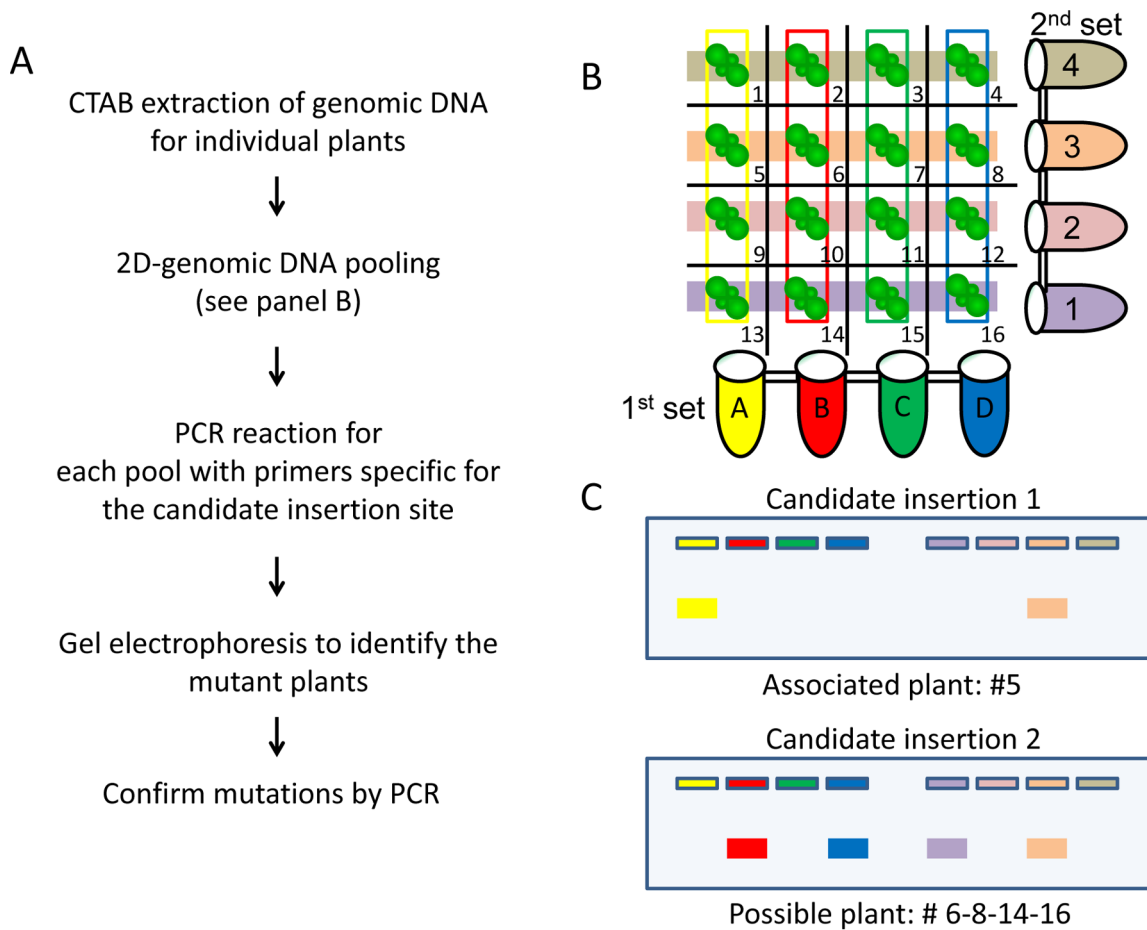 A
CTAB extraction of genomic DNA
for individual plants
2D-genomic DNA pooling
(see panel B)
PCR reaction for
each pool with primers specific for
the candidate insertion site
Gel electrophoresis to identify the
mutant plants
Confirm mutations by PCR
B
2nd set
1 2 3 4
4
5 6 7 8
3
9 10 11 12
2
13 14 15 16
1
1st set
A B C D
C
Candidate insertion 1
Associated plant: #5
Candidate insertion 2
Possible plant: # 6-8-14-16